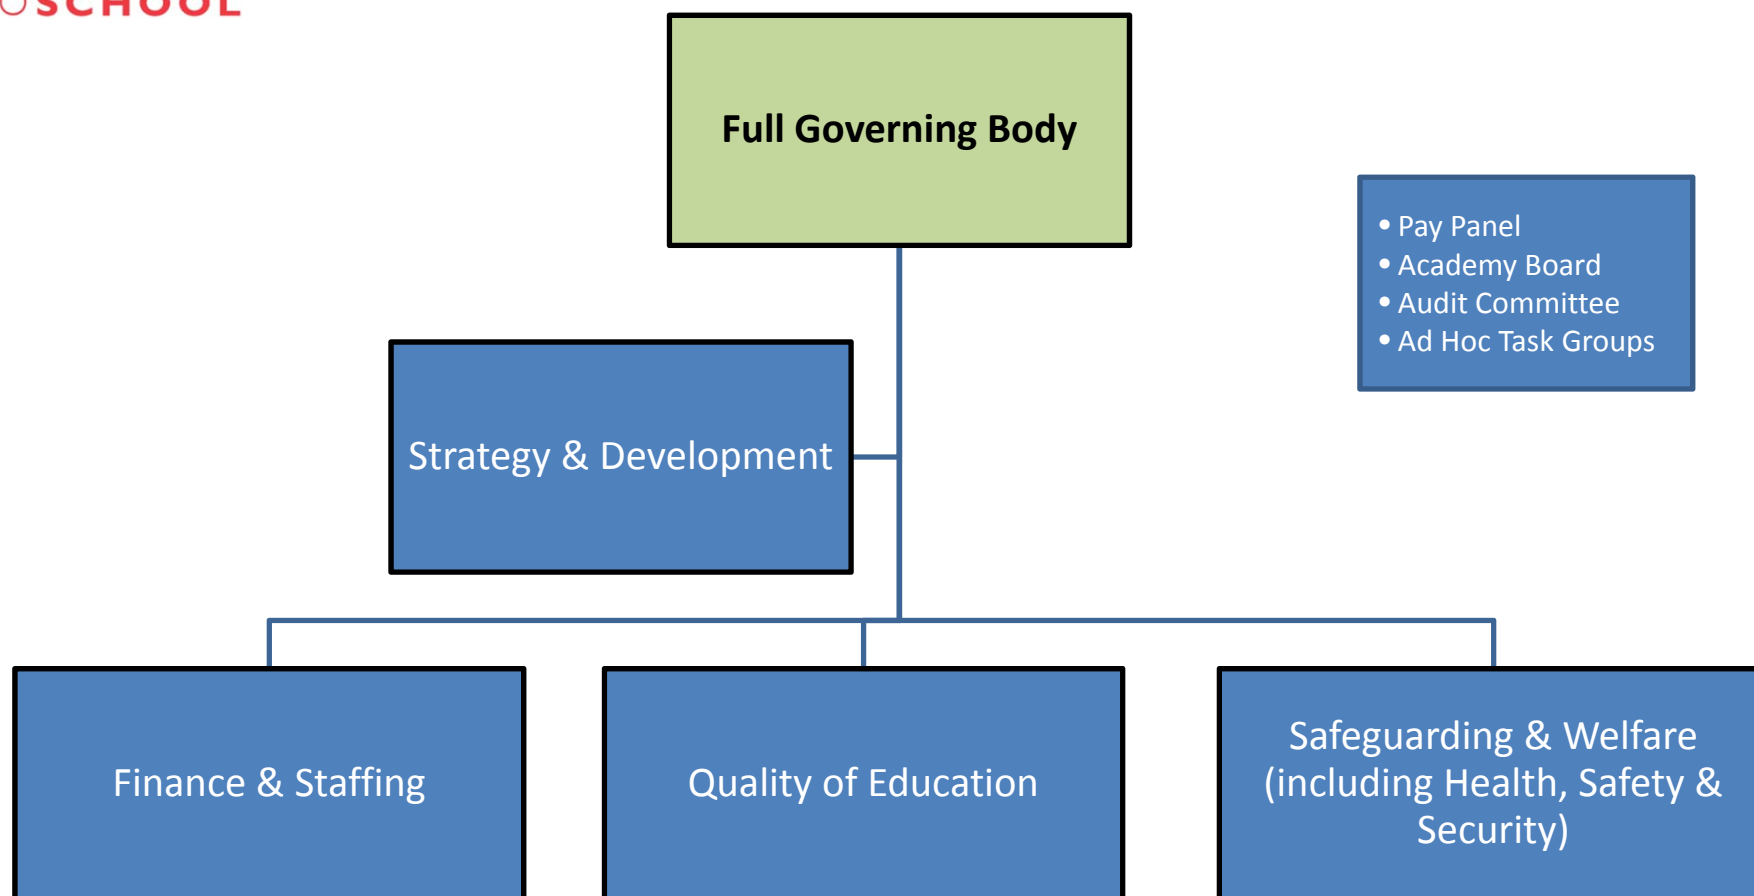 SCHOOL
Full Governing Body
• Pay Panel
• Academy Board
• Audit Committee
• Ad Hoc Task Groups
Strategy & Development
Finance & Staffing
Quality of Education
Safeguarding & Welfare
(including Health, Safety &
Security)